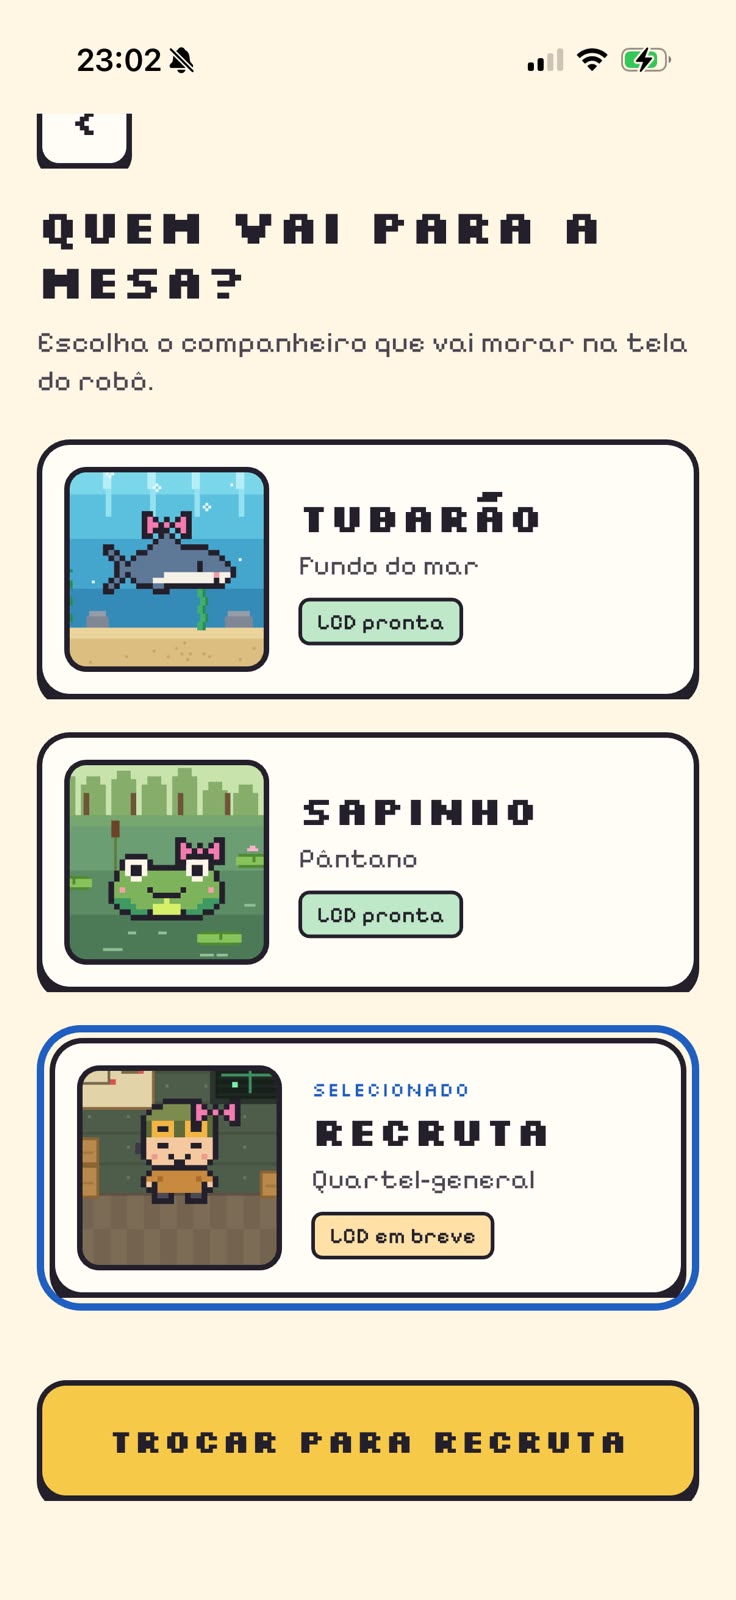 23:02
QUEM VAI PARA A
MESA?
Escolha o companheiro que vai morar na tela
do robô.
TUBARÃO
Fundo do mar
LCD pronta
SAPINHO
Pântano
LCD pronta
SELECIONADO
RECRUTA
Quartel-general
LCD em breve
TROCAR PARA RECRUTA